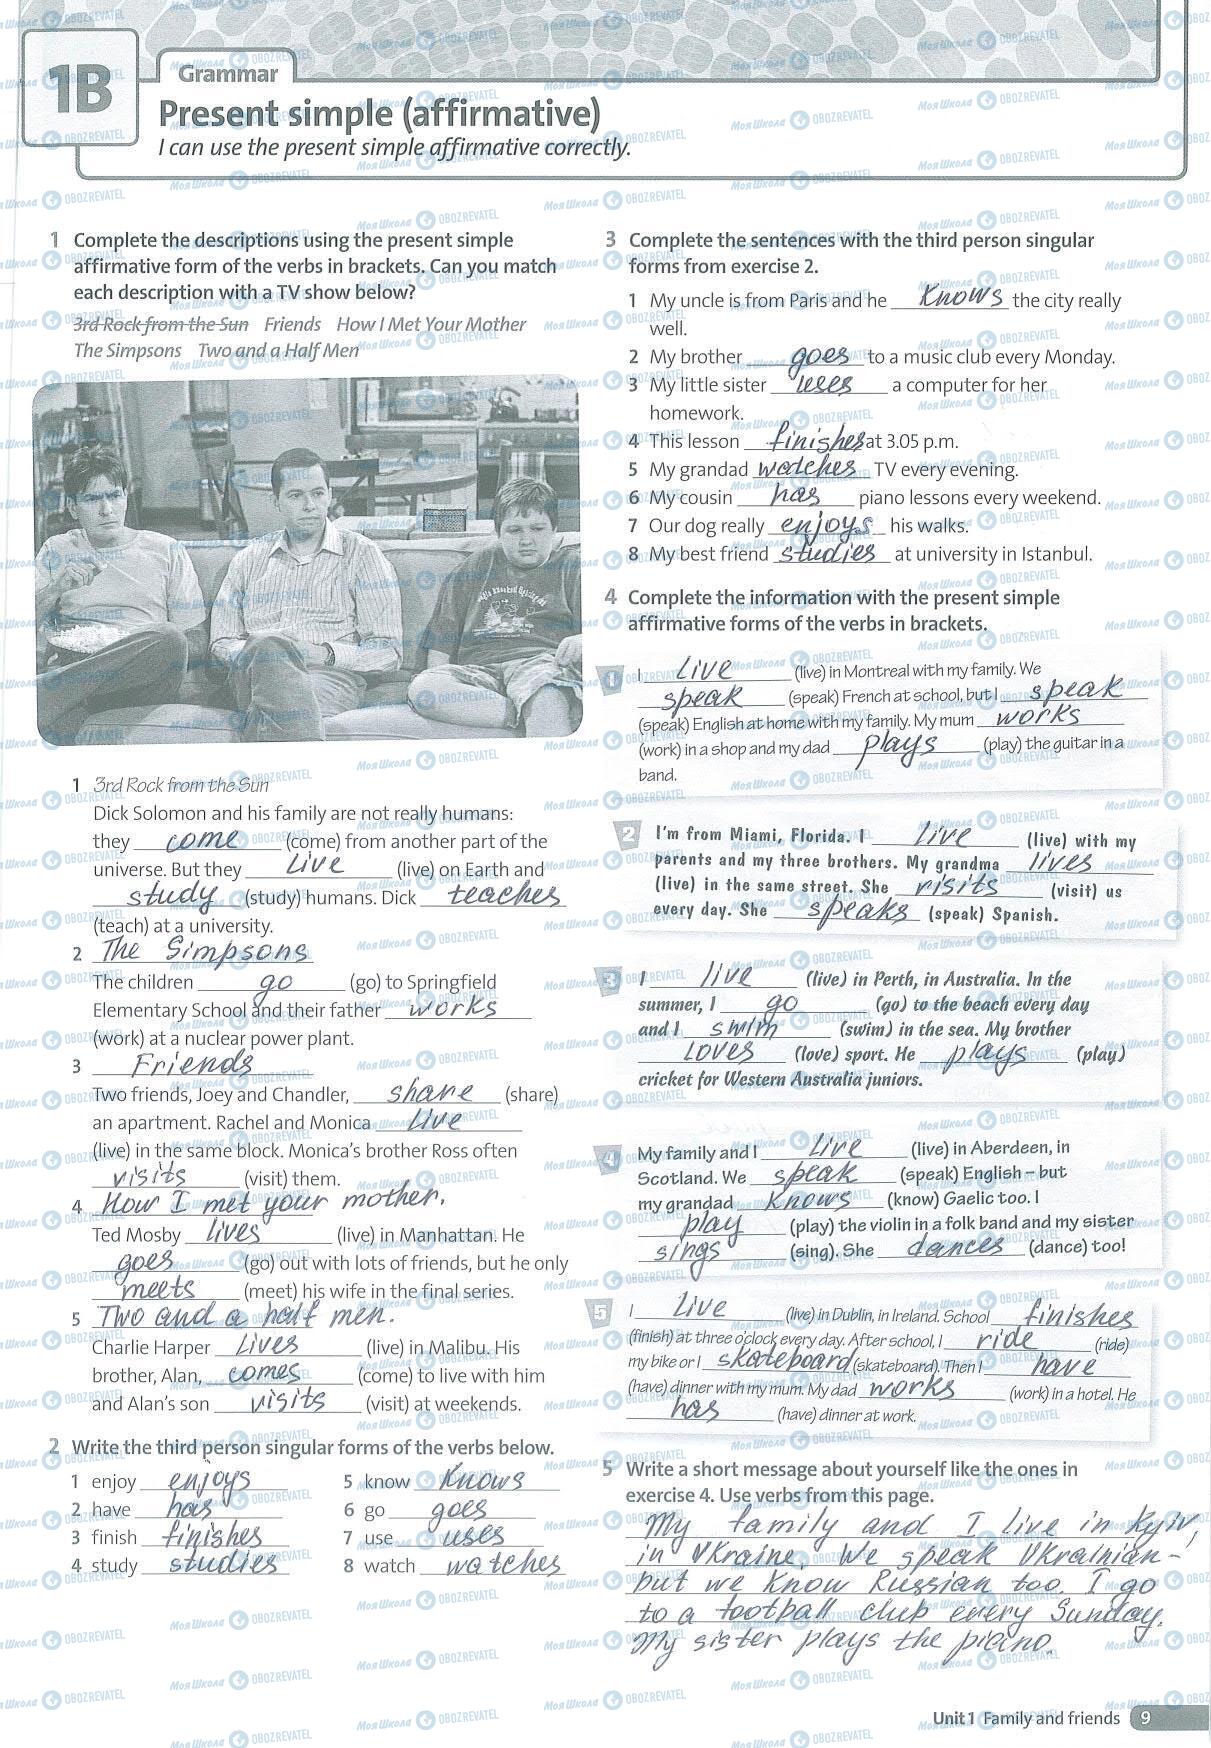 1B
Grammar
Present simple (affirmative)
I can use the present simple affirmative correctly.
1 Complete the descriptions using the present simple
affirmative form of the verbs in brackets. Can you match
each description with a TV show below?
3rd Rock from the Sun Friends How I Met Your Mother
The Simpsons Two and a Half Men
1 3rd Rock from the Sun
Dick Solomon and his family are not really humans:
they come (come) from another part of the
universe. But they live (live) on Earth and
study (study) humans. Dick teaches
(teach) at a university.
2 The Simpsons
The children go (go) to Springfield
Elementary School and their father works
(work) at a nuclear power plant.
3 Friends
Two friends, Joey and Chandler, share (share)
an apartment. Rachel and Monica live
(live) in the same block. Monica's brother Ross often
visits (visit) them.
4 How I met your mother.
Ted Mosby lives (live) in Manhattan. He
goes (go) out with lots of friends, but he only
meets (meet) his wife in the final series.
5 Two and a half men.
Charlie Harper lives (live) in Malibu. His
brother, Alan, comes (come) to live with him
and Alan's son visits (visit) at weekends.
2 Write the third person singular forms of the verbs below.
1 enjoy enjoys
2 have has
3 finish finishes
4 study studies
5 know knows
6 go goes
7 use uses
8 watch watches
3 Complete the sentences with the third person singular
forms from exercise 2.
1 My uncle is from Paris and he knows the city really
well.
2 My brother goes to a music club every Monday.
3 My little sister uses a computer for her
homework.
4 This lesson finishes at 3.05 p.m.
5 My grandad watches TV every evening.
6 My cousin has piano lessons every weekend.
7 Our dog really enjoys his walks.
8 My best friend studies at university in Istanbul.
4 Complete the information with the present simple
affirmative forms of the verbs in brackets.
1 I live (live) in Montreal with my family. We
speak (speak) French at school, but I speak
(speak) English at home with my family. My mum works
(work) in a shop and my dad plays (play) the guitar in a
band.
2 I'm from Miami, Florida. I live (live) with my
parents and my three brothers. My grandma lives
(live) in the same street. She visits (visit) us
every day. She speaks (speak) Spanish.
3 I live (live) in Perth, in Australia. In the
summer, I go (go) to the beach every day
and I swim (swim) in the sea. My brother
loves (love) sport. He plays (play)
cricket for Western Australia juniors.
4 My family and I live (live) in Aberdeen, in
Scotland. We speak (speak) English – but
my grandad knows (know) Gaelic too. I
play (play) the violin in a folk band and my sister
sings (sing). She dances (dance) too!
5 I live (live) in Dublin, in Ireland. School finishes
(finish) at three o'clock every day. After school, I ride (ride)
my bike or I skateboard (skateboard). Then I have
(have) dinner with my mum. My dad works (work) in a hotel. He
has (have) dinner at work.
5 Write a short message about yourself like the ones in
exercise 4. Use verbs from this page.
My family and I live in Kyiv,
in Ukraine. We speak Ukrainian –
but we know Russian too. I go
to a football club every Sunday.
My sister plays the piano.
Unit 1 Family and friends 9
МояШкола OBOZREVATEL